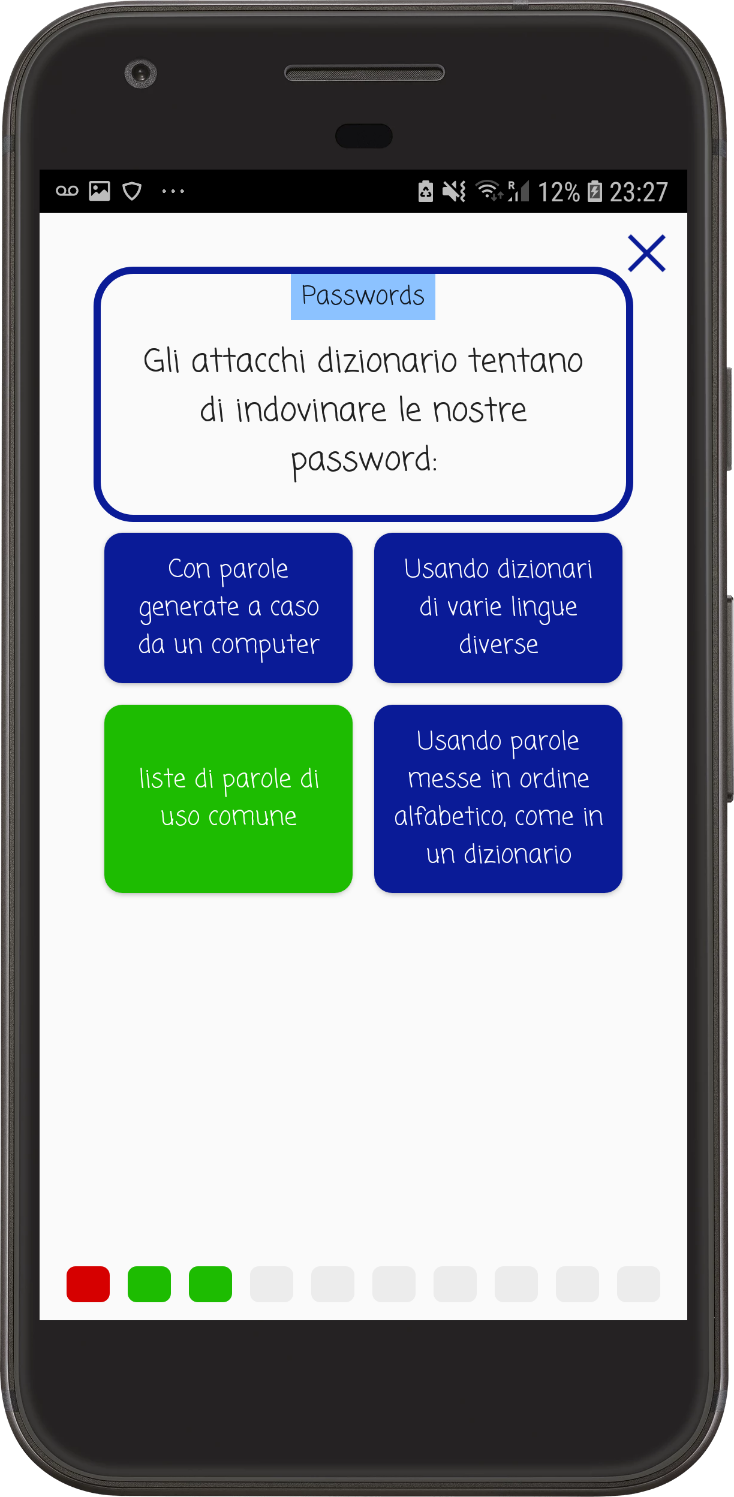 R
12%
23:27
Passwords
Gli attacchi dizionario tentano
di indovinare le nostre
password:
Con parole
generate a caso
da un computer
Usando dizionari
di varie lingue
diverse
liste di parole di
uso comune
Usando parole
messe in ordine
alfabetico, come in
un dizionario